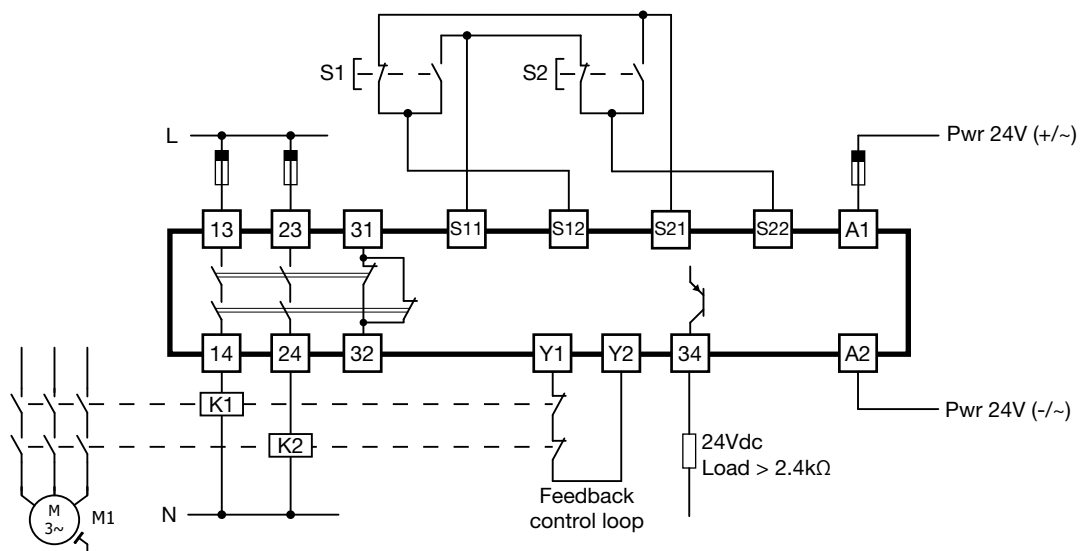 S1
S2
L
Pwr 24V (+/~)
13
23
31
S11
S12
S21
S22
A1
14
24
32
Y1
Y2
34
A2
K1
K2
Pwr 24V (-/~)
24Vdc
Load > 2.4kΩ
Feedback
control loop
N
M
3~
M1